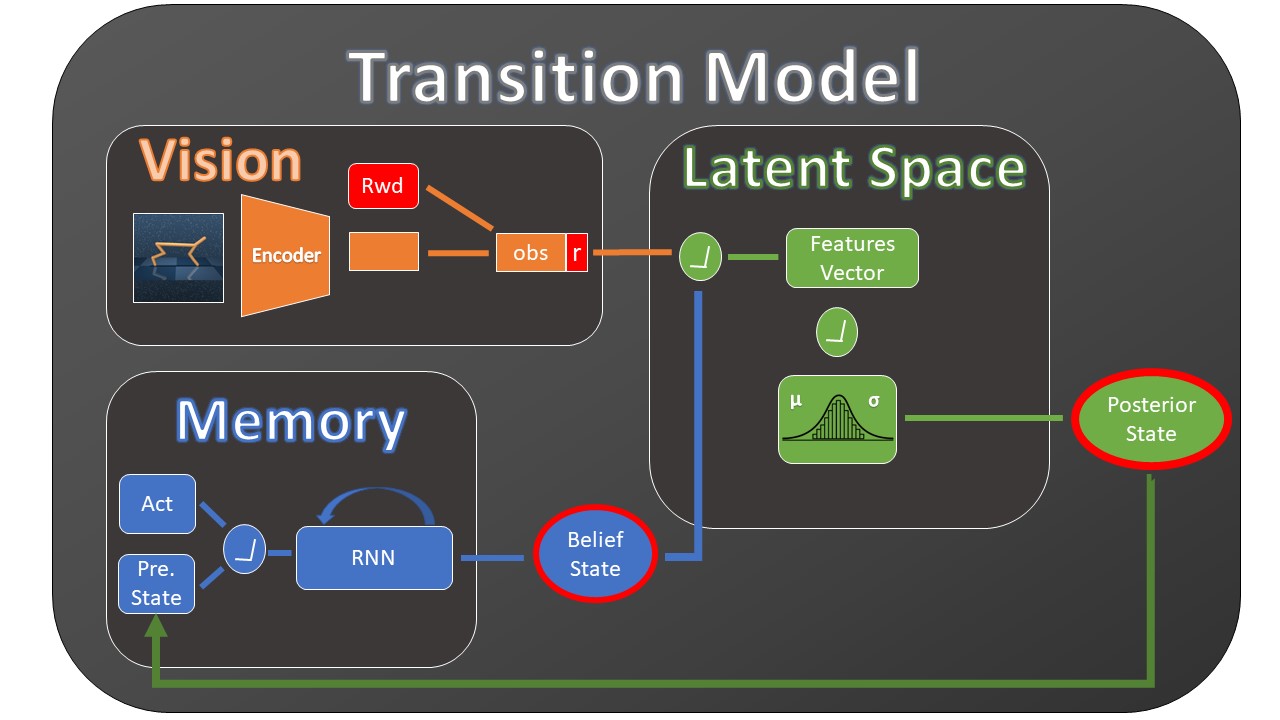 Transition Model
Vision
Rwd
Encoder
obs
r
Latent Space
Features
Vector
μ
σ
Posterior
State
Memory
Act
Pre.
State
RNN
Belief
State